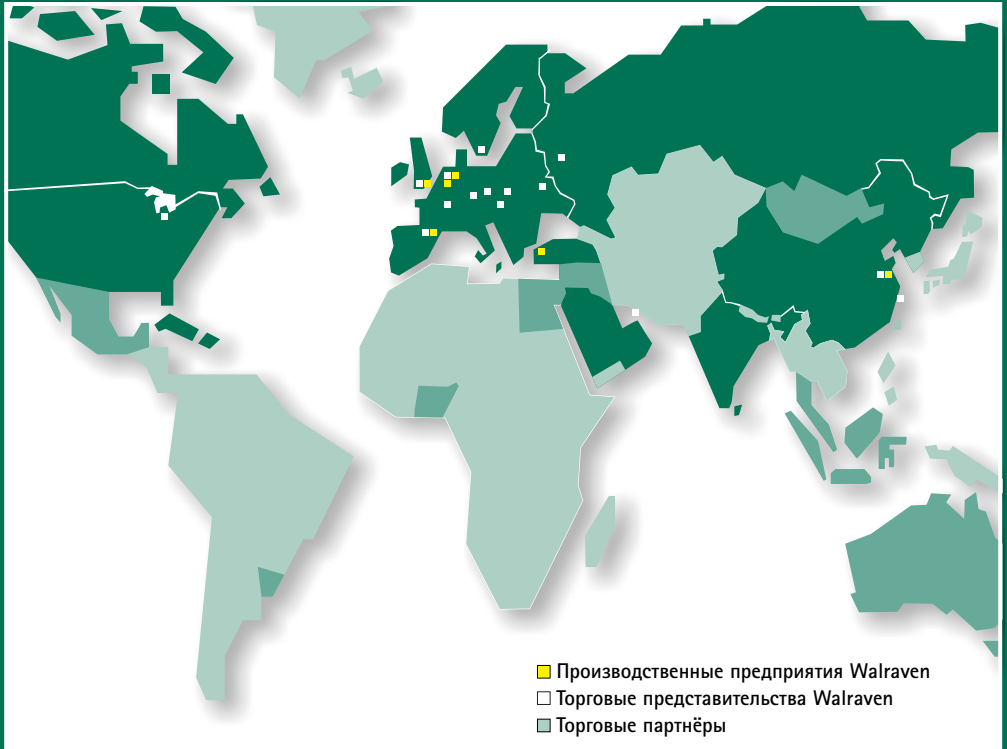 Производственные предприятия Walraven
Торговые представительства Walraven
Торговые партнёры